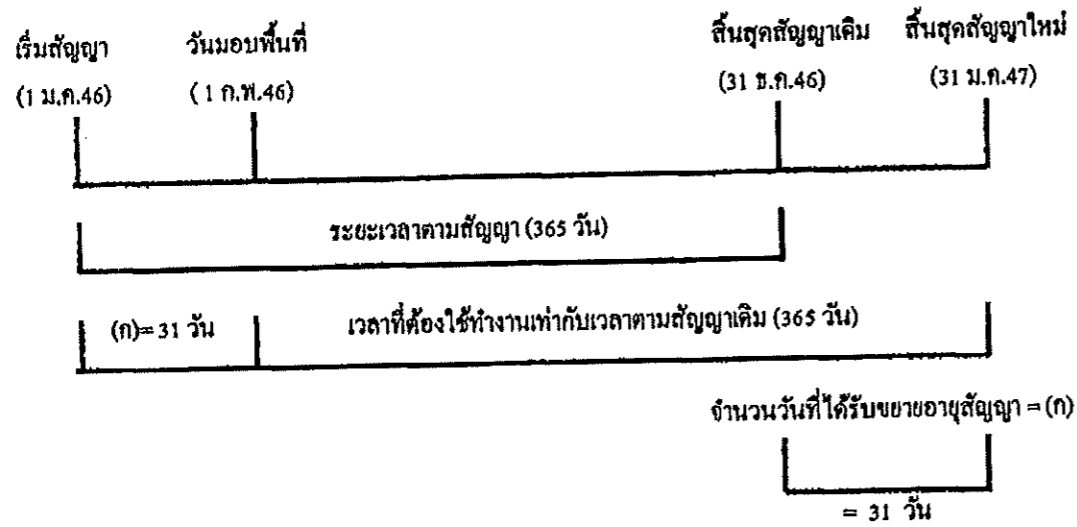 เริ่มสัญญา วันมอบพื้นที่ สิ้นสุดสัญญาเดิม สิ้นสุดสัญญาใหม่
(1 ม.ค.46) (1 ก.พ.46) (31 ธ.ค.46) (31 ม.ค.47)
ระยะเวลาตามสัญญา (365 วัน)
(ก)= 31 วัน เวลาที่ต้องใช้ทำงานเท่ากับเวลาตามสัญญาเดิม (365 วัน)
จำนวนวันที่ได้รับขยายอายุสัญญา = (ก)
= 31 วัน